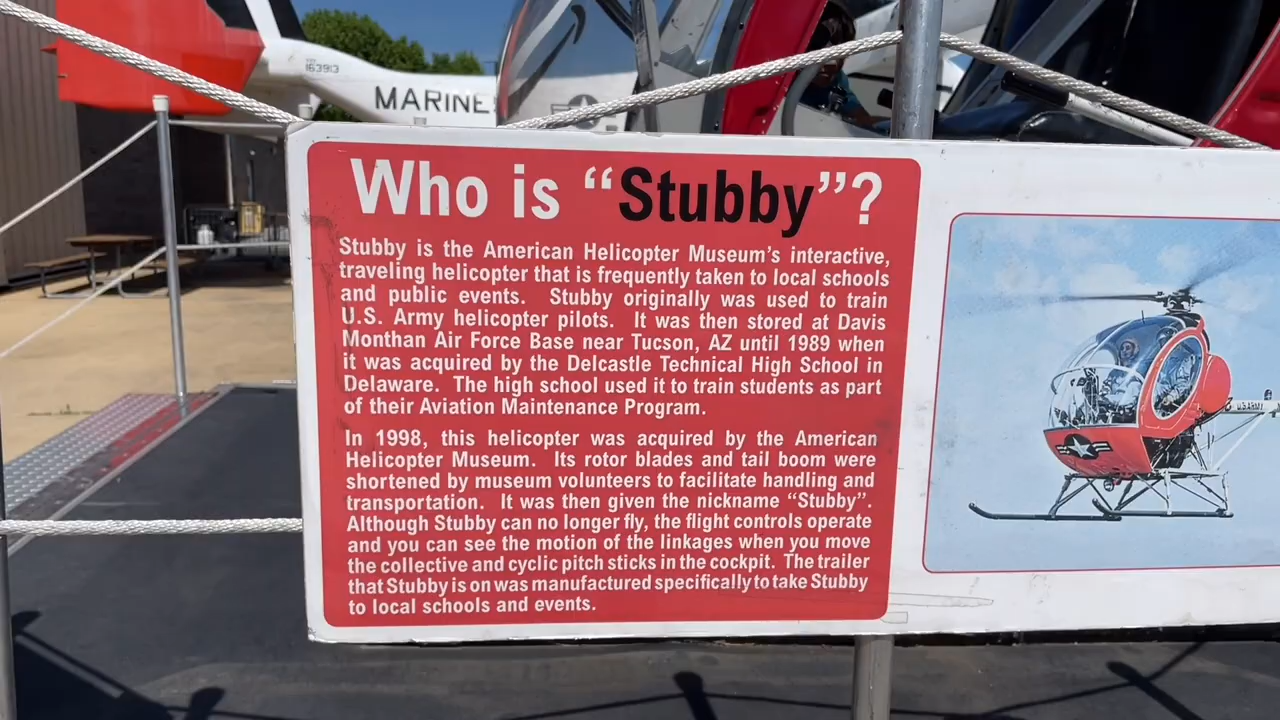 163913
MARINE
Who is “Stubby”?
Stubby is the American Helicopter Museum’s interactive,
traveling helicopter that is frequently taken to local schools
and public events. Stubby originally was used to train
U.S. Army helicopter pilots. It was then stored at Davis
Monthan Air Force Base near Tucson, AZ until 1989 when
it was acquired by the Delcastle Technical High School in
Delaware. The high school used it to train students as part
of their Aviation Maintenance Program.
In 1998, this helicopter was acquired by the American
Helicopter Museum. Its rotor blades and tail boom were
shortened by museum volunteers to facilitate handling and
transportation. It was then given the nickname “Stubby”.
Although Stubby can no longer fly, the flight controls operate
and you can see the motion of the linkages when you move
the collective and cyclic pitch sticks in the cockpit. The trailer
that Stubby is on was manufactured specifically to take Stubby
to local schools and events.
U.S. ARMY